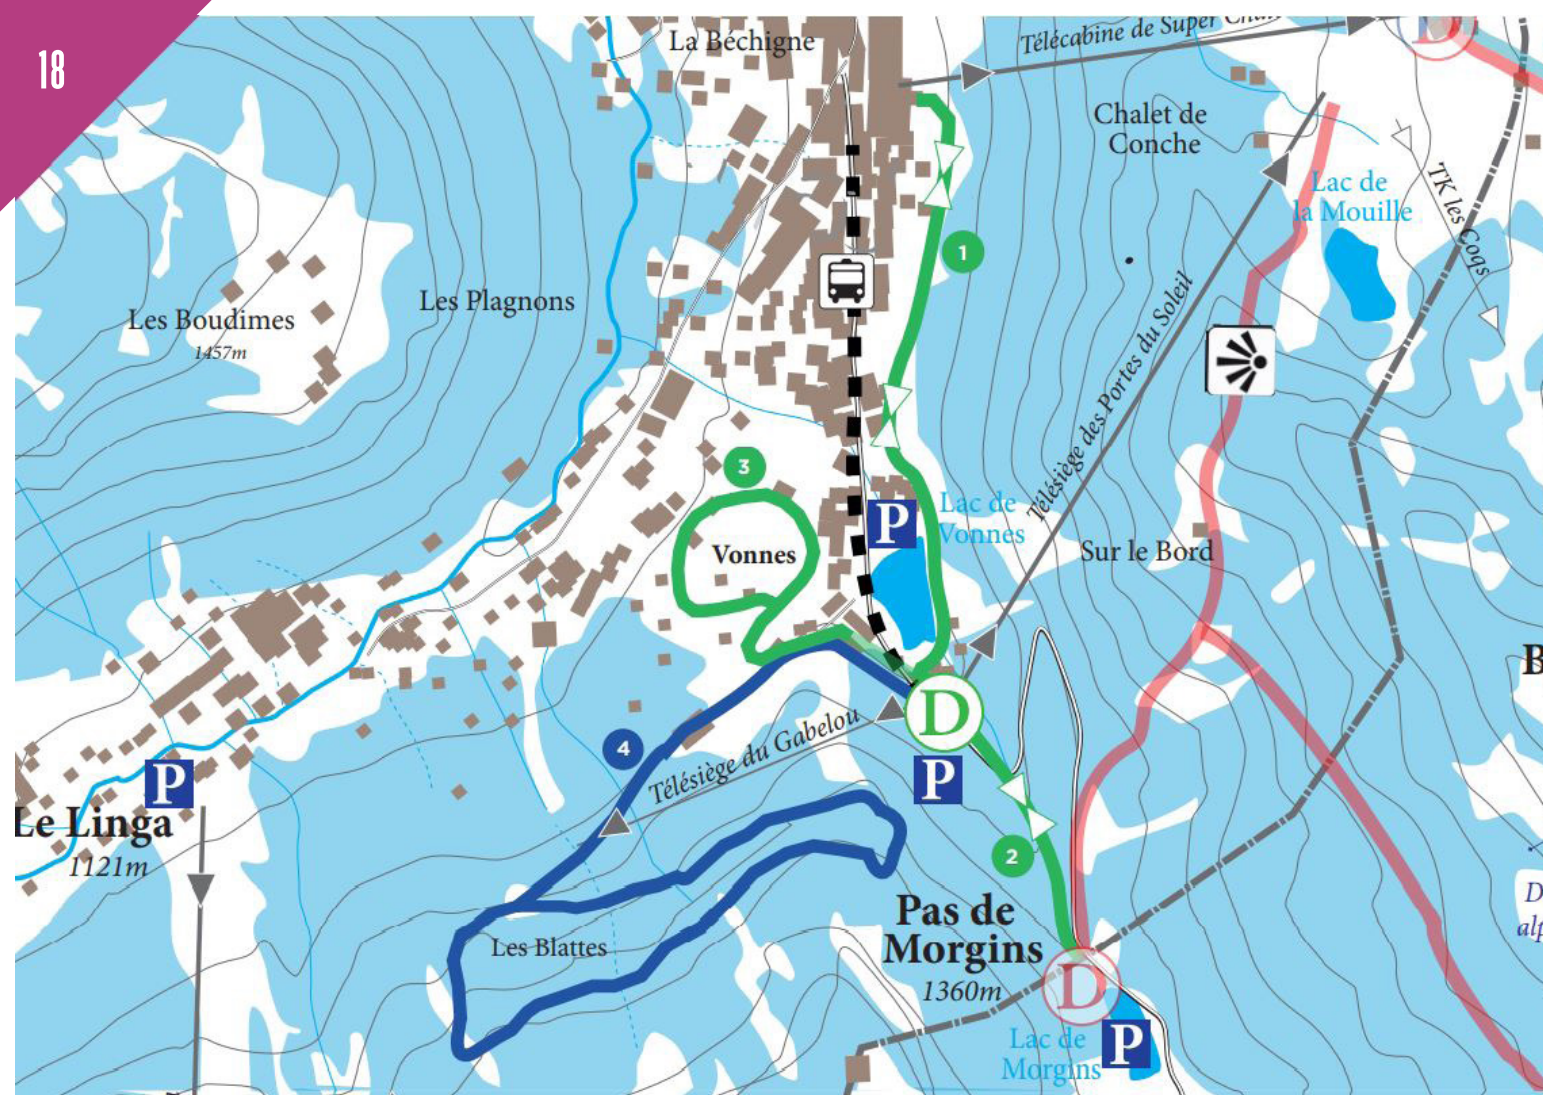 18
La Béchigne
Télécabine de Super
D
Chalet de
Conche
Lac de
la Mouille
TK les Coqs
1
Les Plagnons
Les Boudimes
1457m
Télésiège des Portes du Soleil
3
P
Lac de
Vonnes
Vonnes
Sur le Bord
B
D
4
Télésiège du Gabelou
P
P
Le Linga
1121m
2
Pas de
Morgins
1360m
Les Blattes
D
alp
D
Lac de
Morgins
P